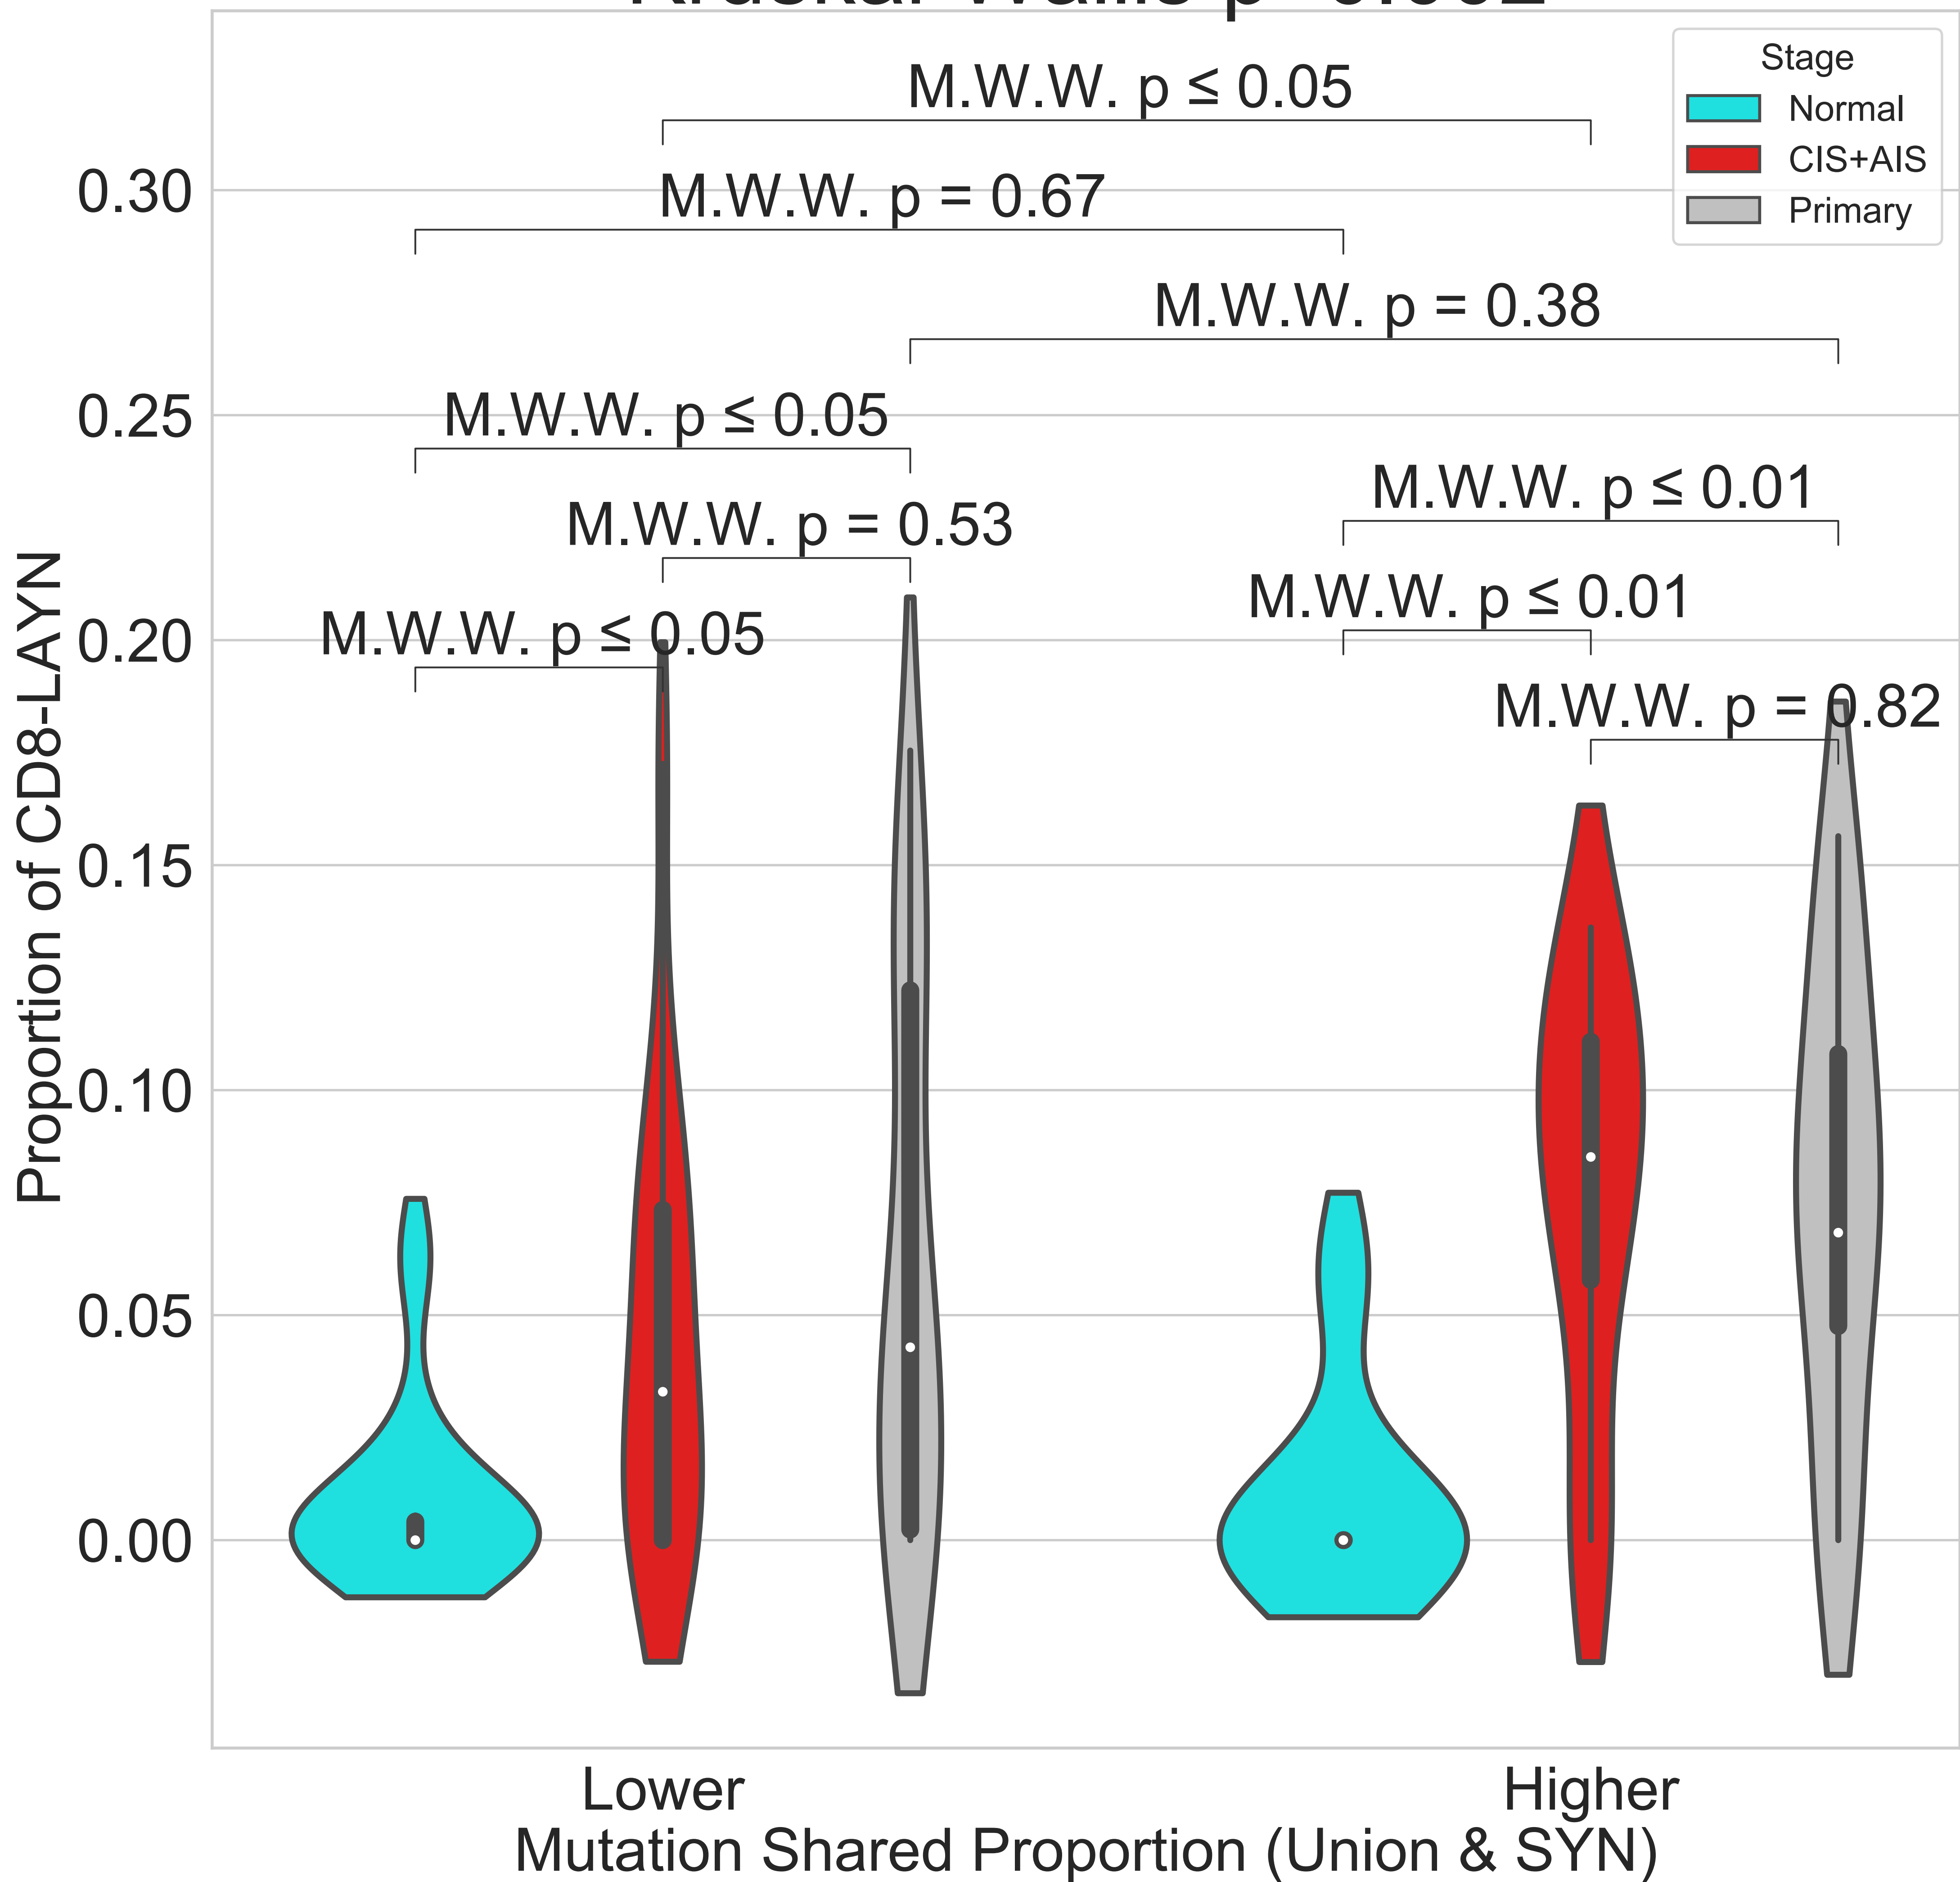 Stage
Normal
CIS+AIS
Primary
M.W.W. p ≤ 0.05
M.W.W. p = 0.67
M.W.W. p = 0.38
M.W.W. p ≤ 0.05
M.W.W. p ≤ 0.01
M.W.W. p = 0.53
M.W.W. p ≤ 0.01
M.W.W. p ≤ 0.05
M.W.W. p = 0.82
0.30
0.25
0.20
0.15
0.10
0.05
0.00
Proportion of CD8-LAYN
Lower
Higher
Mutation Shared Proportion (Union & SYN)